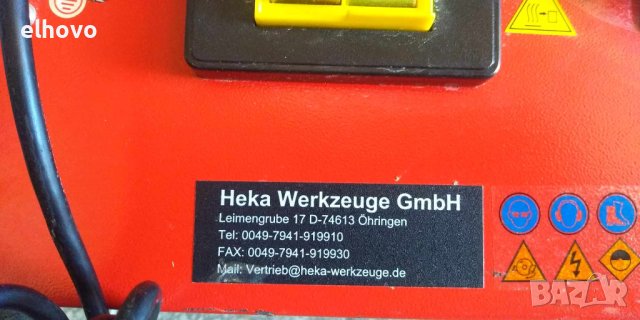 elhovo
Heka Werkzeuge GmbH
Leimengrube 17 D-74613 Öhringen
Tel: 0049-7941-919910
FAX: 0049-7941-919930
Mail: Vertrieb@heka-werkzeuge.de
BAZAR